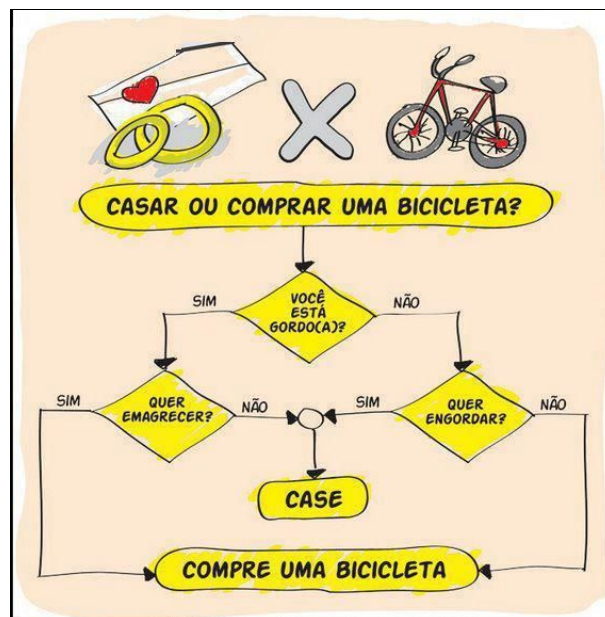 CASAR OU COMPRAR UMA BICICLETA?
VOCÊ
ESTÁ
GORDO(A)?
SIM
NÃO
SIM
QUER
EMAGRECER?
NÃO
SIM
QUER
ENGORDAR?
NÃO
CASE
COMPRE UMA BICICLETA